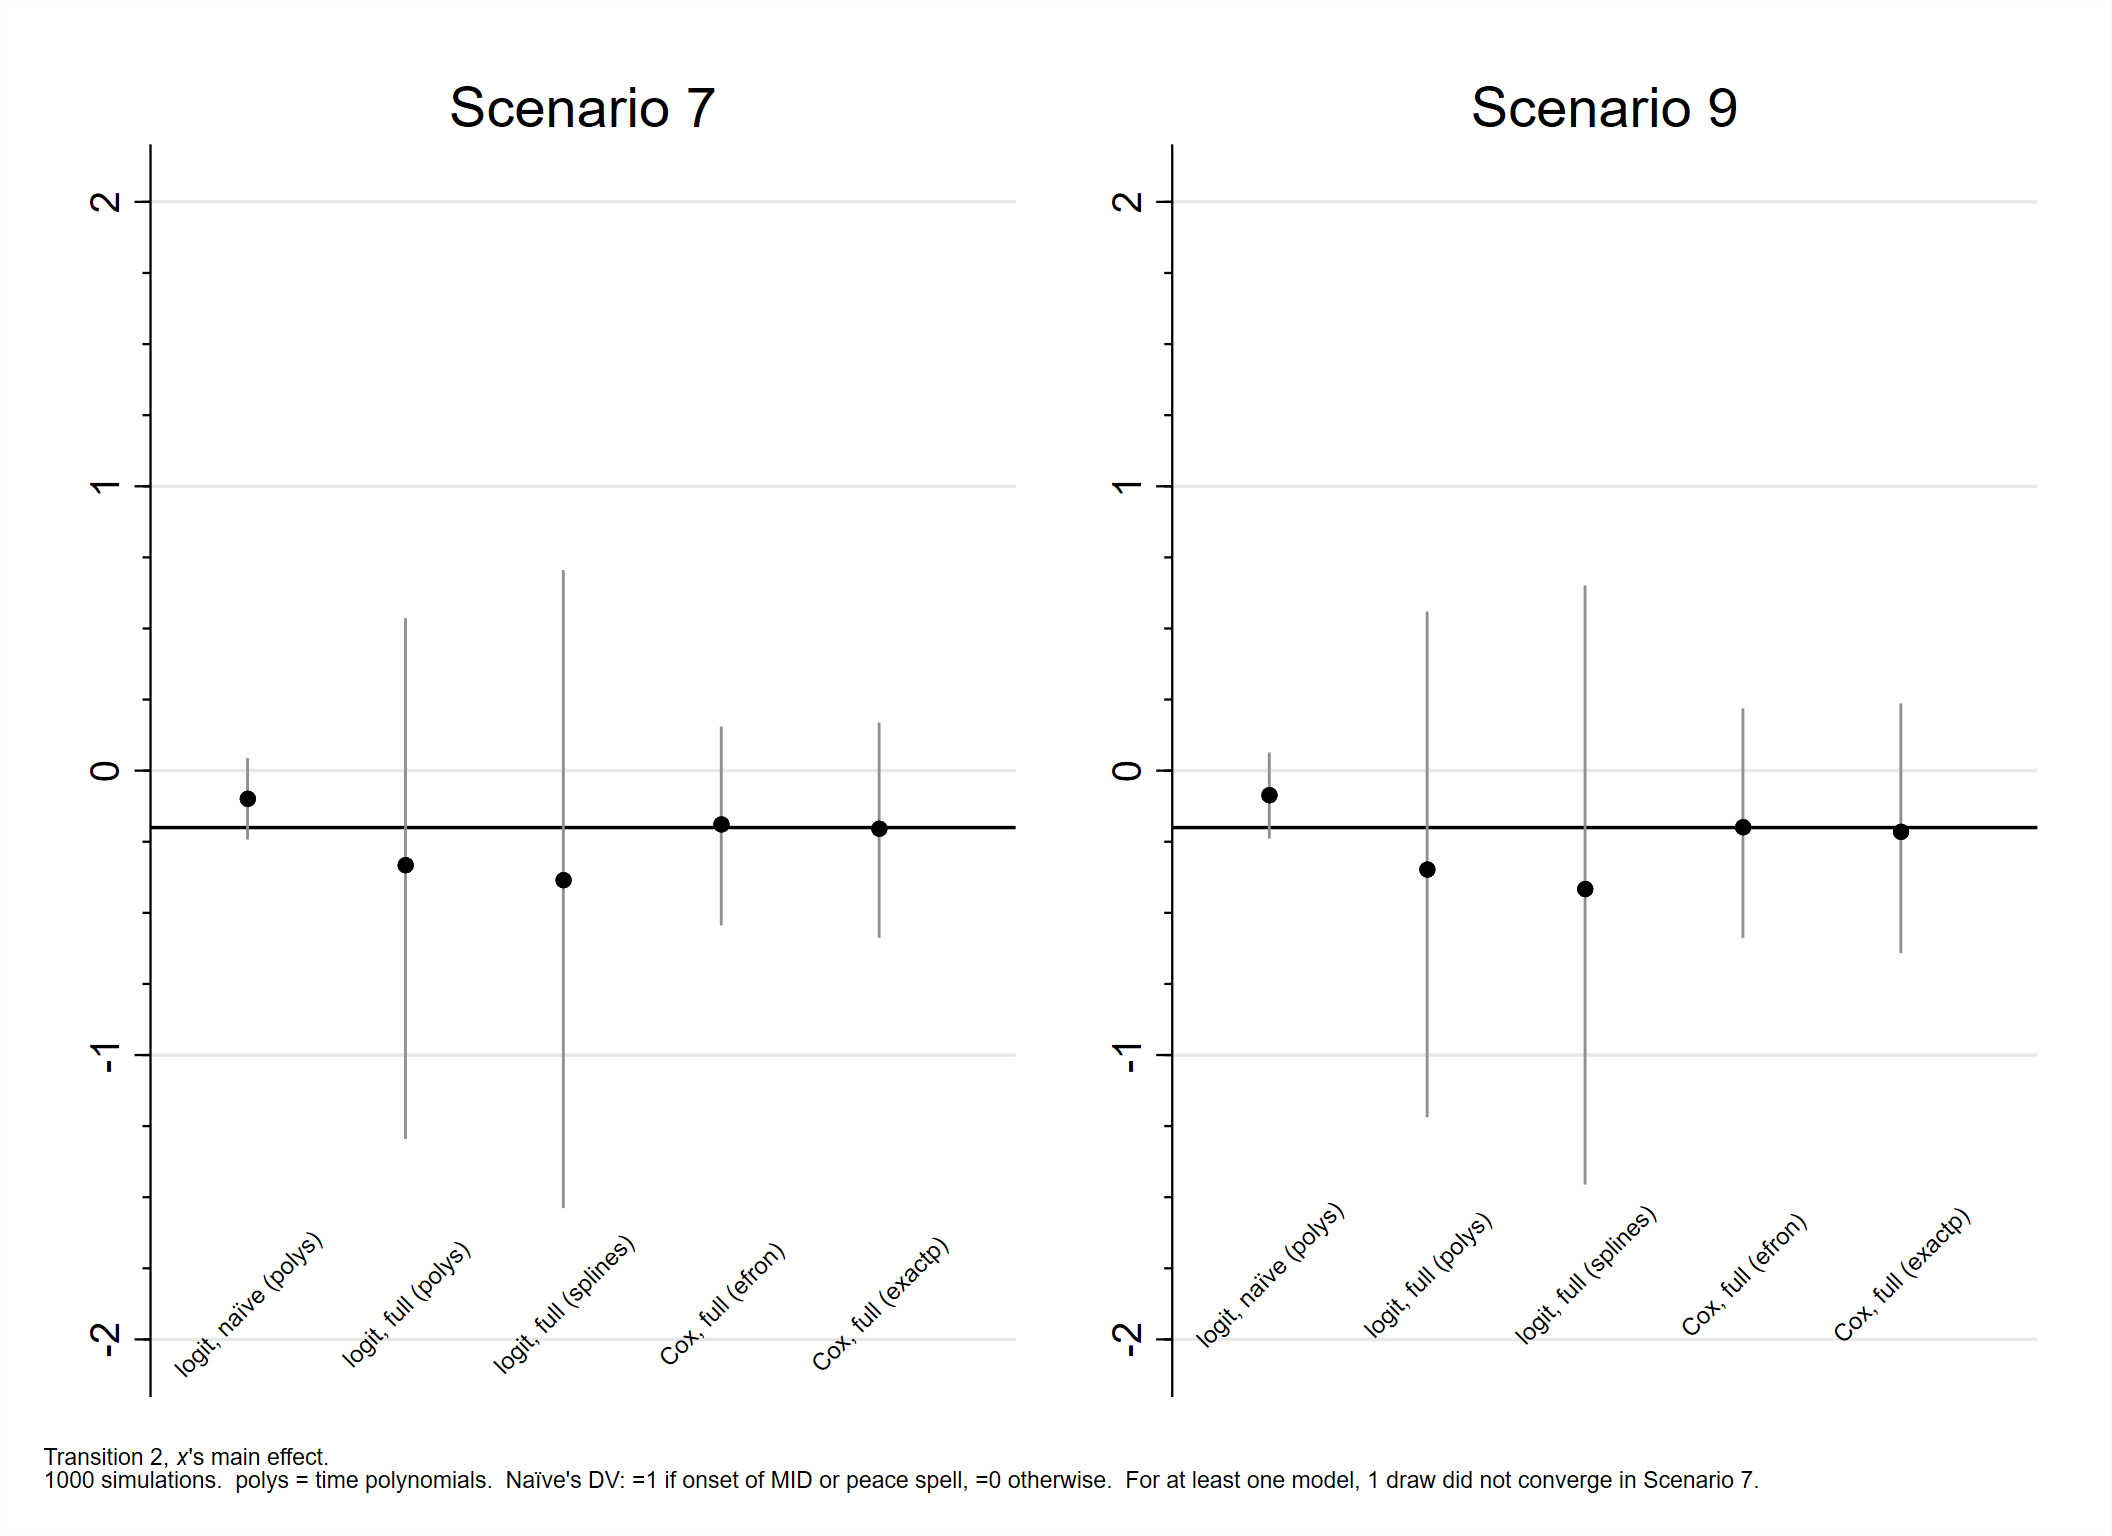 Scenario 7
2
1
0
-1
-2
logit, naïve (polys)
logit, full (polys)
logit, full (splines)
Cox, full (efron)
Cox, full (exactp)
Scenario 9
2
1
0
-1
-2
logit, naïve (polys)
logit, full (polys)
logit, full (splines)
Cox, full (efron)
Cox, full (exactp)
Transition 2, x's main effect.
1000 simulations.  polys = time polynomials.  Naïve's DV: =1 if onset of MID or peace spell, =0 otherwise.  For at least one model, 1 draw did not converge in Scenario 7.